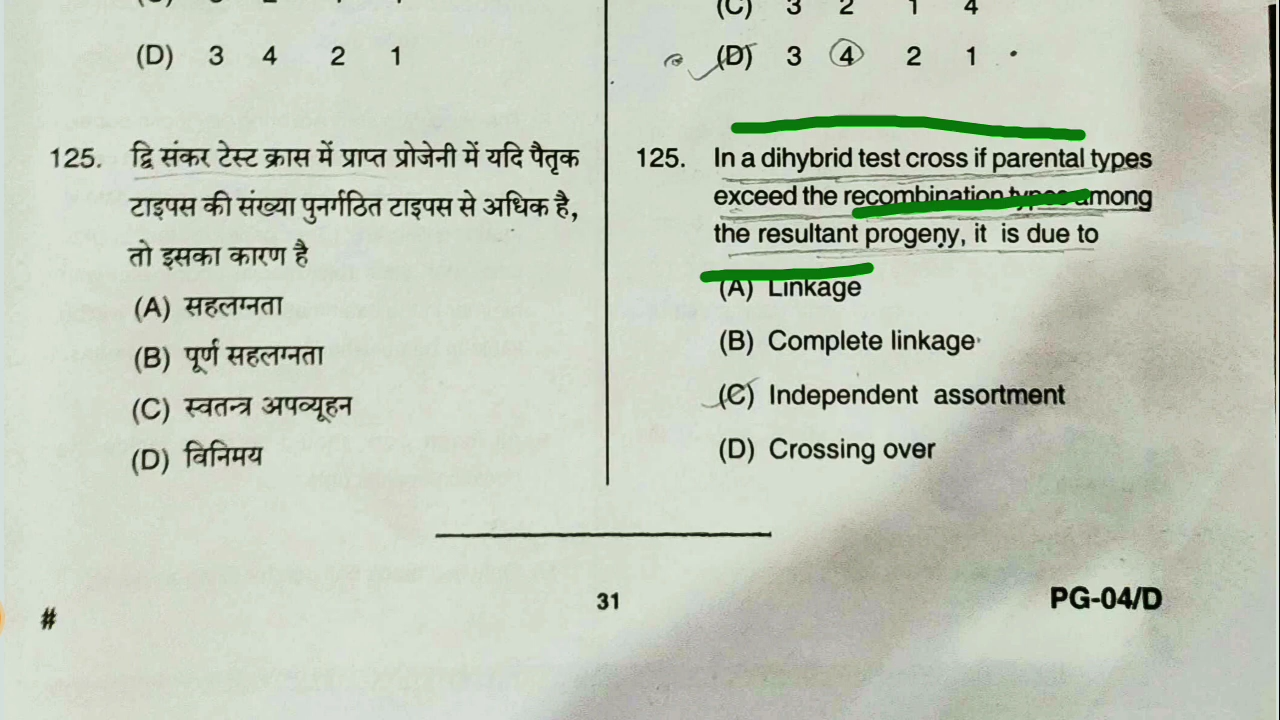 (D) 3 4 2 1
125. द्वि संकर टेस्ट क्रास में प्राप्त प्रोजेनी में यदि पैतृक
टाइपस की संख्या पुनर्गठित टाइपस से अधिक है,
तो इसका कारण है
(A) सहलग्नता
(B) पूर्ण सहलग्नता
(C) स्वतन्त्र अपव्यूहन
(D) विनिमय
(C) 3 2 1 4
(D) 3 4 2 1
125. In a dihybrid test cross if parental types
exceed the recombination types among
the resultant progeny, it is due to
(A) Linkage
(B) Complete linkage
(C) Independent assortment
(D) Crossing over
31
PG-04/D
#